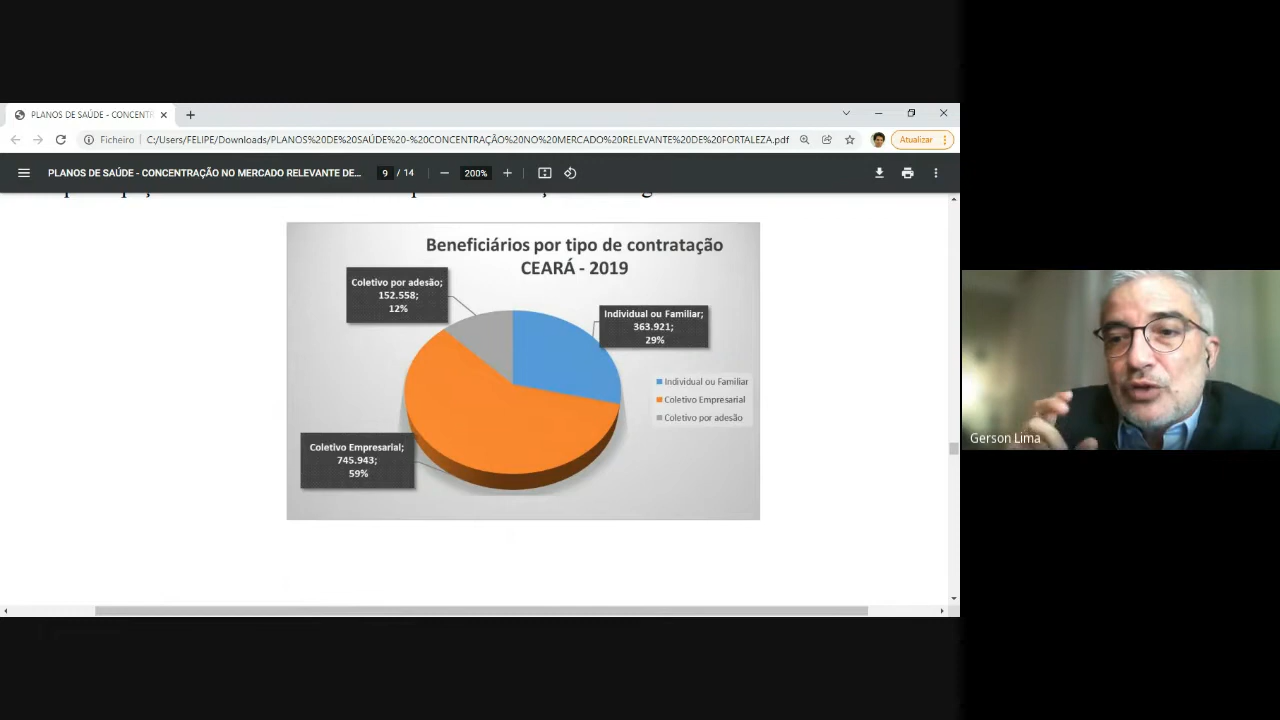 PLANOS DE SAÚDE - CONCENTR
Ficheiro
C:/Users/FELIPE/Downloads/PLANOS%20DE%20SAÚDE%20-%20CONCENTRAÇÃO%20NO%20MERCADO%20RELEVANTE%20DE%20FORTALEZA.pdf
Atualizar
PLANOS DE SAÚDE - CONCENTRAÇÃO NO MERCADO RELEVANTE DE...
9 / 14
200%
Beneficiários por tipo de contratação
CEARÁ - 2019
Coletivo por adesão;
152.558;
12%
Individual ou Familiar;
363.921;
29%
Individual ou Familiar
Coletivo Empresarial
Coletivo por adesão
Coletivo Empresarial;
745.943;
59%
Gerson Lima